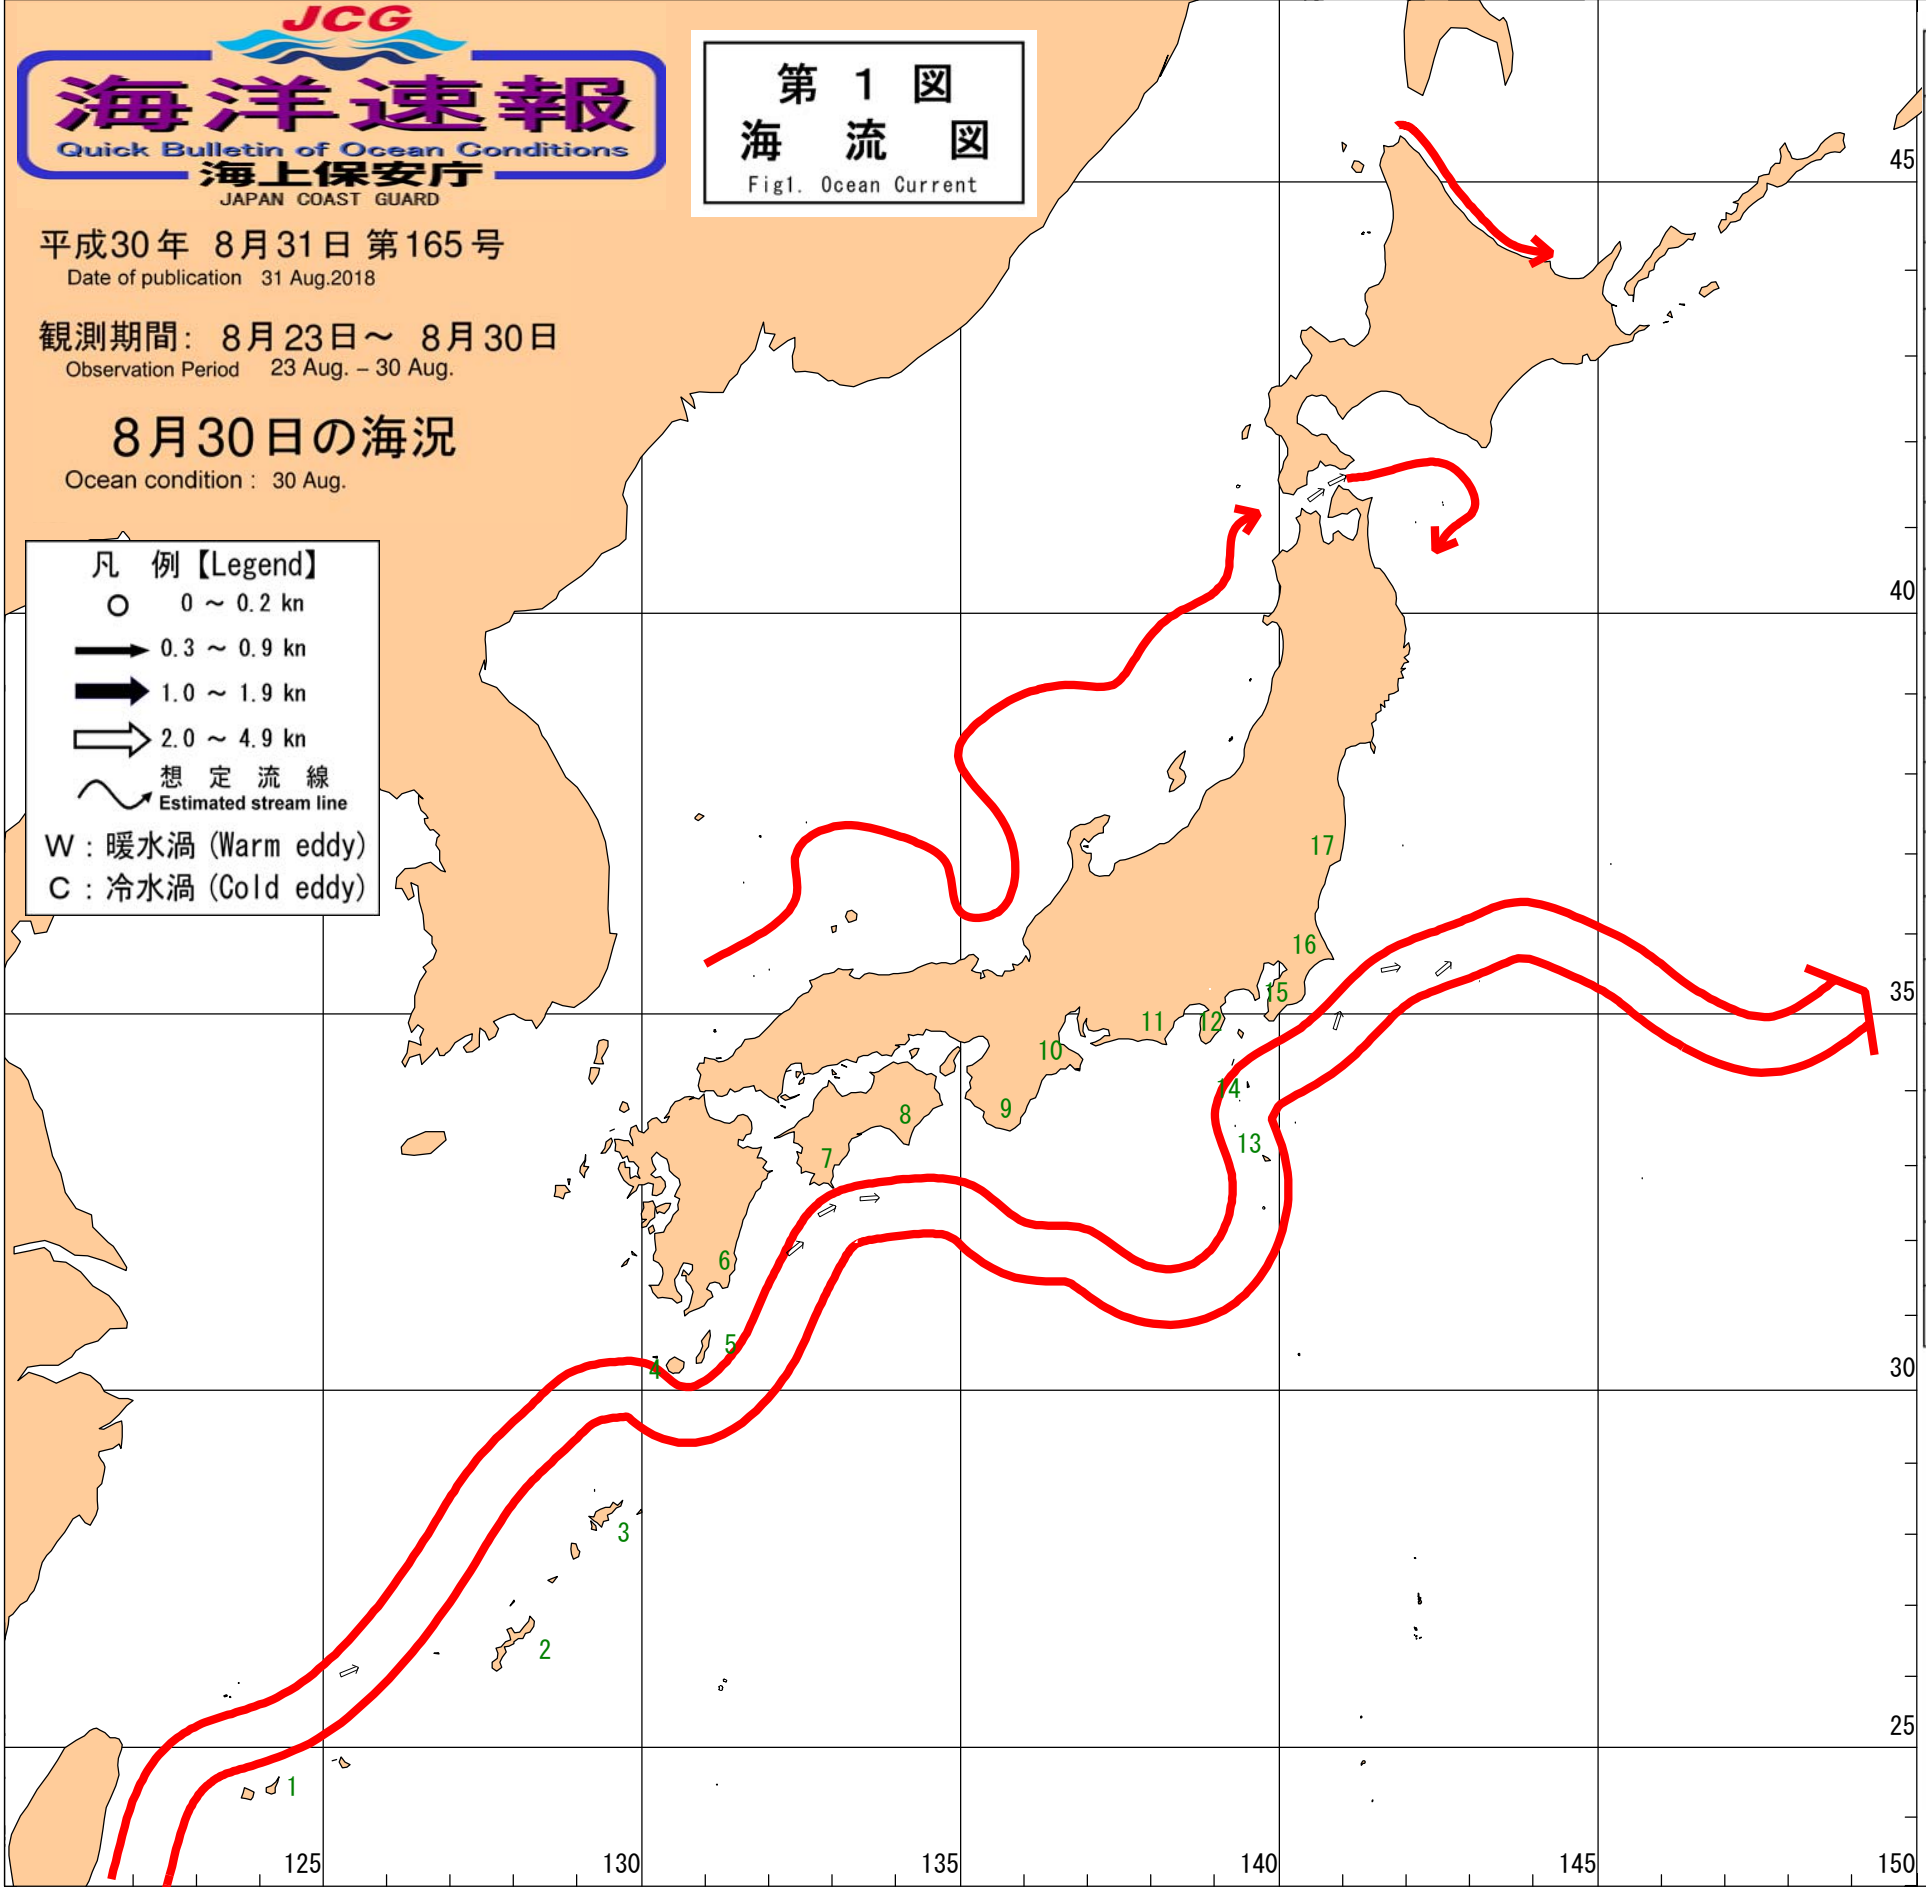 JCG
海洋速報
Quick Bulletin of Ocean Conditions
海上保安庁
JAPAN COAST GUARD
平成30年 8月31日 第165号
Date of publication 31 Aug.2018
観測期間: 8月23日～ 8月30日
Observation Period 23 Aug. – 30 Aug.
8月30日の海況
Ocean condition : 30 Aug.
第 1 図
海 流 図
Fig1. Ocean Current
凡 例【Legend】
0 ～ 0.2 kn
0.3 ～ 0.9 kn
1.0 ～ 1.9 kn
2.0 ～ 4.9 kn
想 定 流 線
Estimated stream line
W : 暖水渦 (Warm eddy)
C : 冷水渦 (Cold eddy)
45
40
17
16
35
15
12
11
10
14
9
8
13
7
6
5
4
30
3
2
25
1
125
130
135
140
145
150